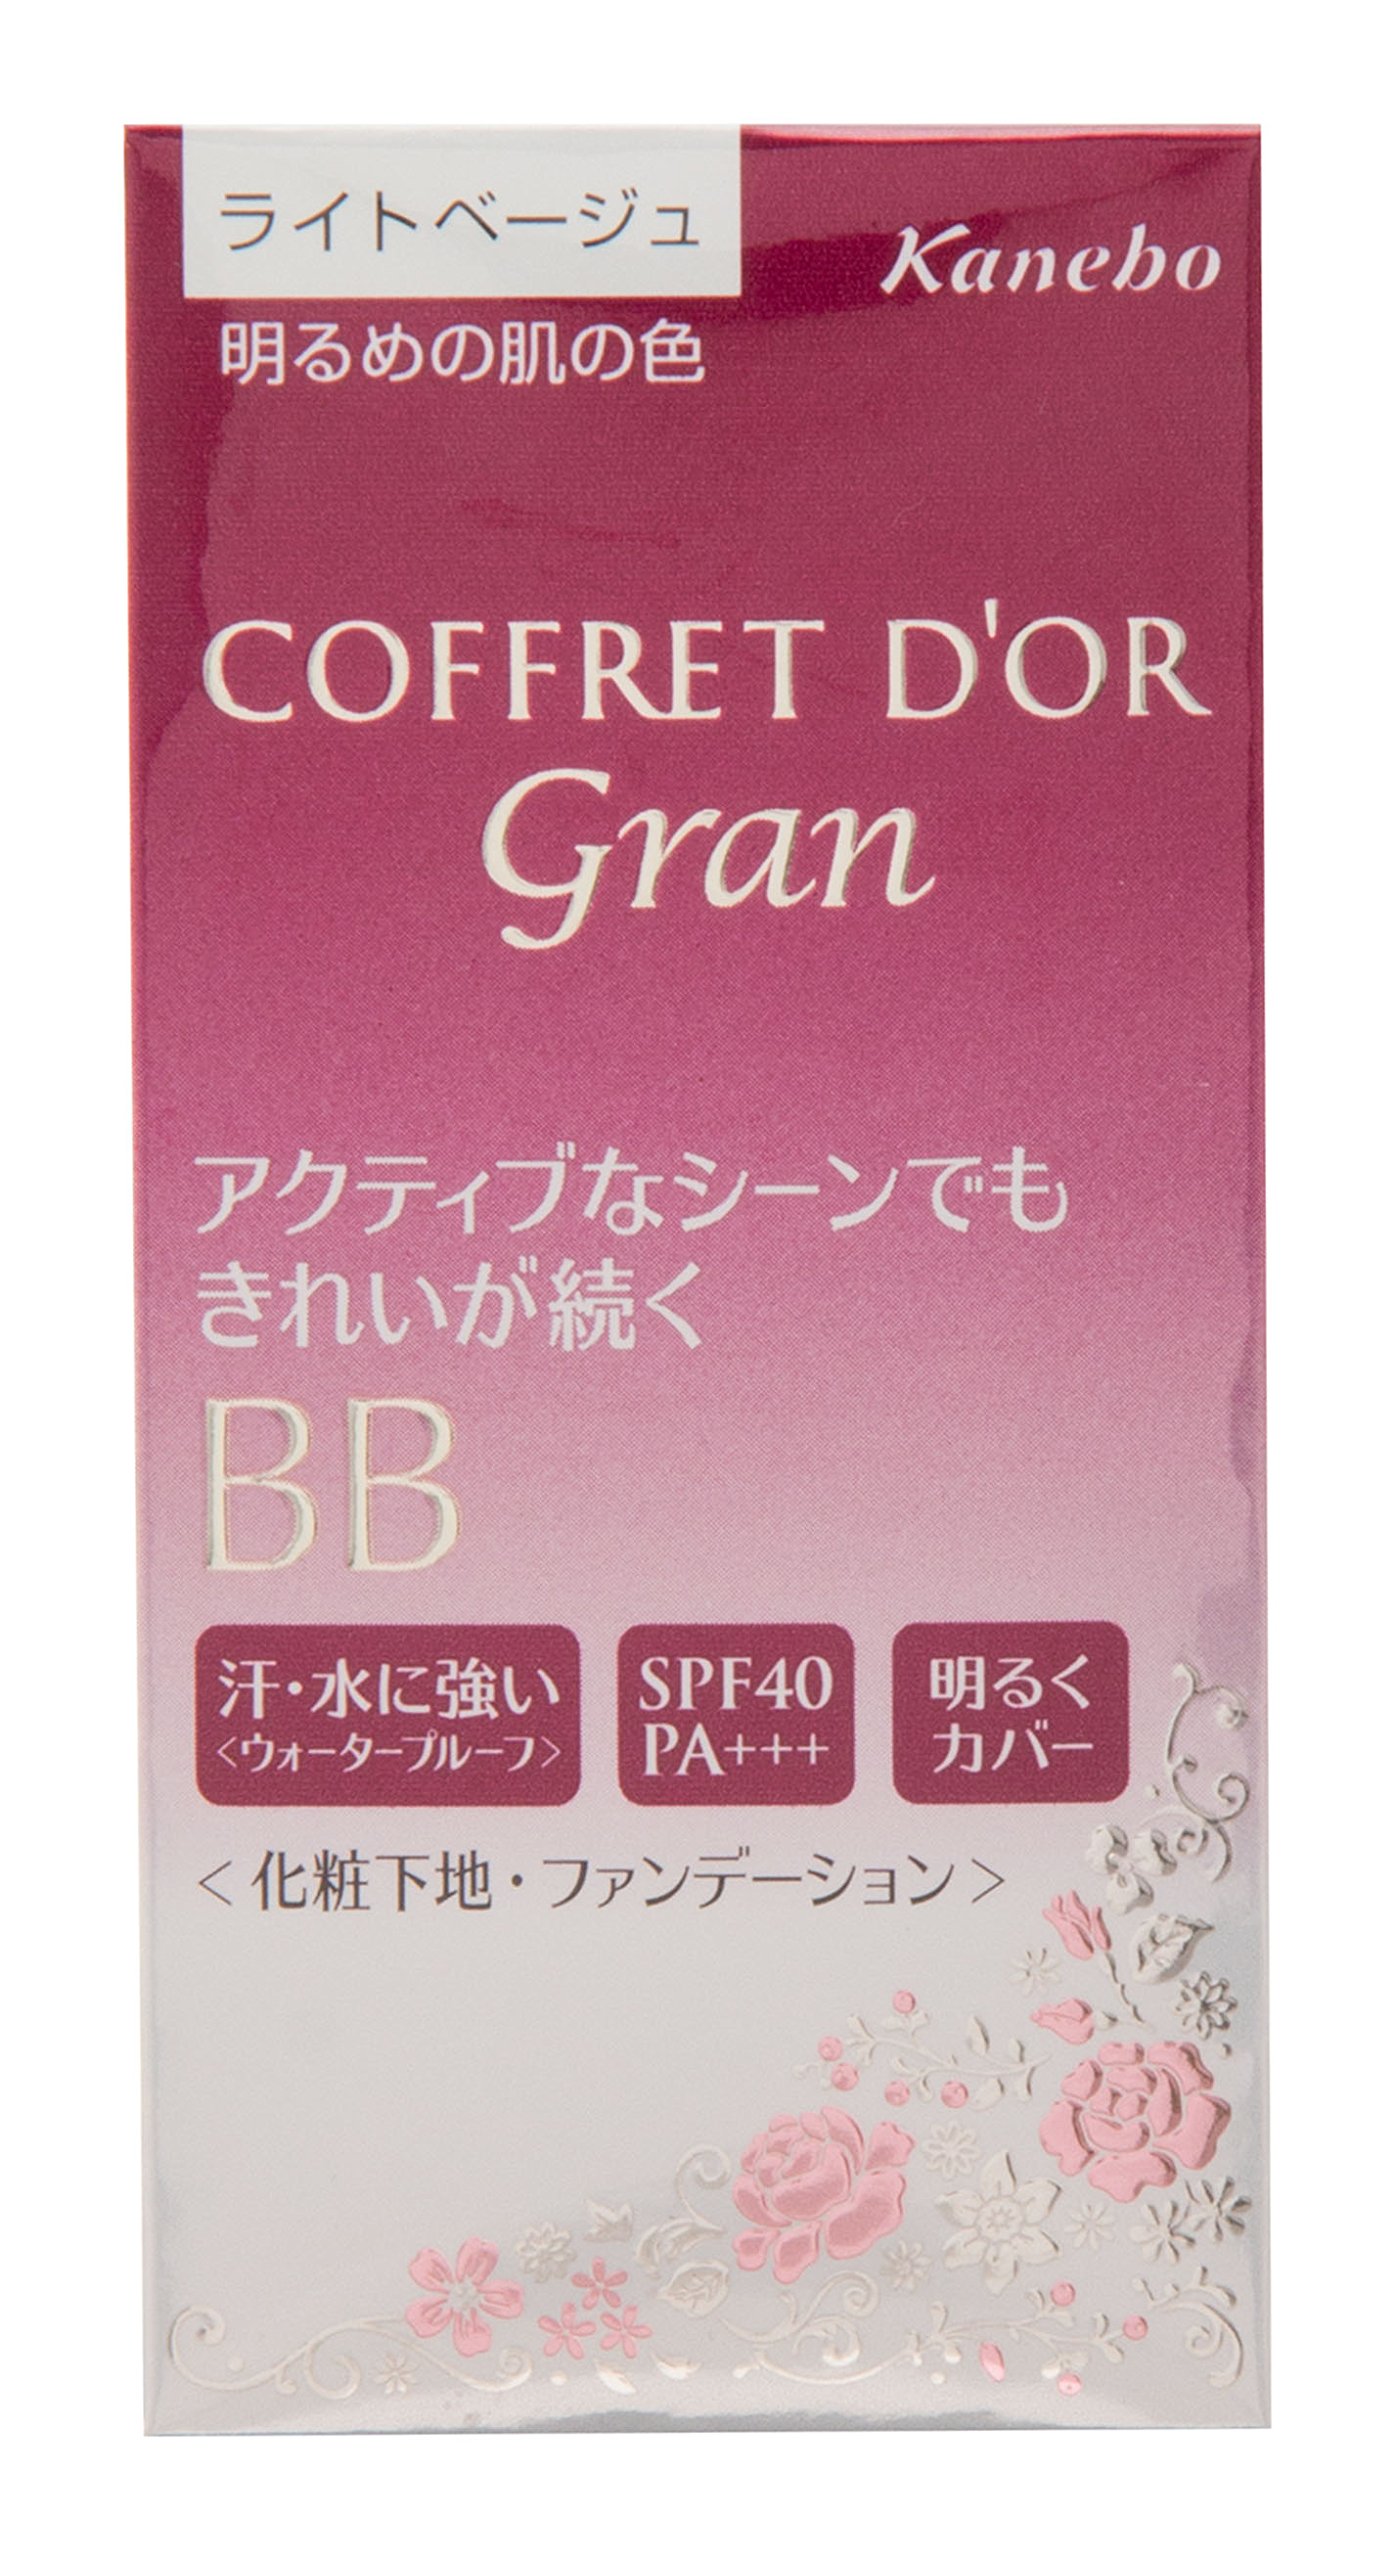 ライトベージュ
Kanebo
明るめの肌の色
COFFRET D'OR
Gran
アクティブなシーンでも
きれいが続く
BB
汗・水に強い
<ウォータープルーフ>
SPF40
PA+++
明るく
カバー
<化粧下地・ファンデーション>